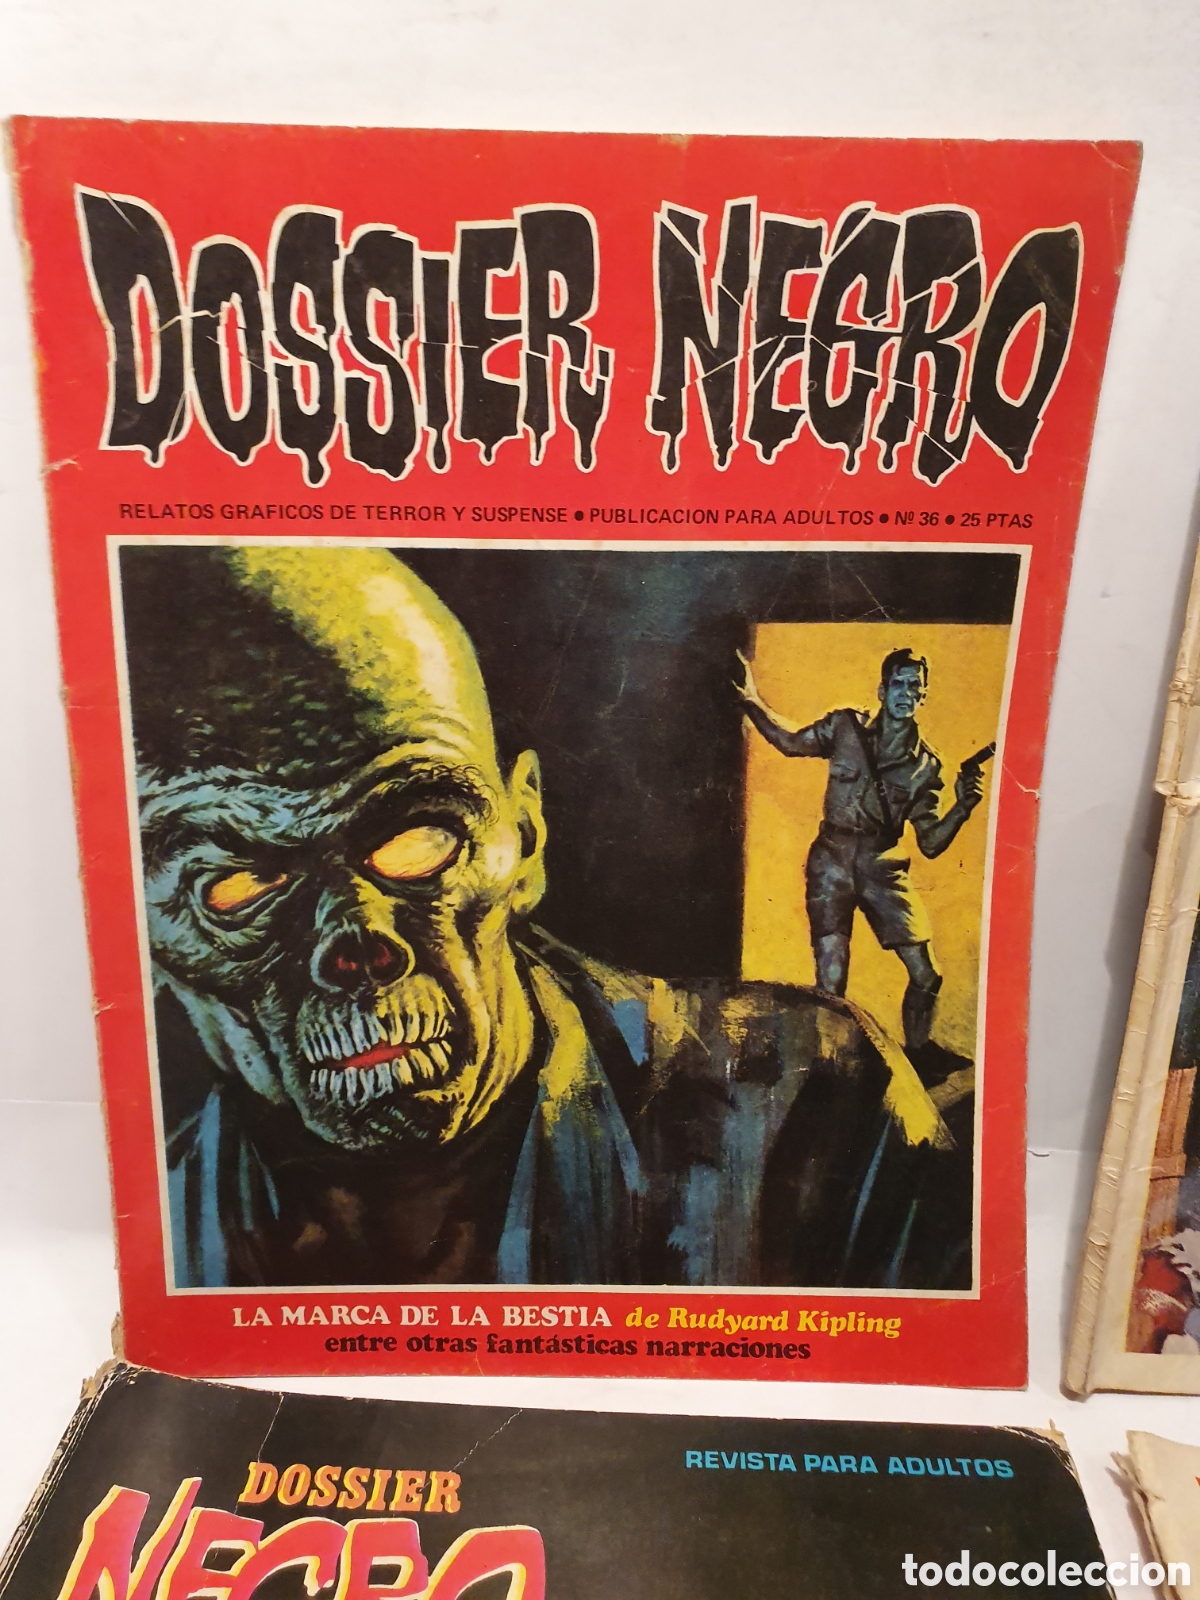 DOSSIER NEGRO
RELATOS GRAFICOS DE TERROR Y SUSPENSE • PUBLICACION PARA ADULTOS • Nº 36 • 25 PTAS
LA MARCA DE LA BESTIA de Rudyard Kipling
entre otras fantásticas narraciones
REVISTA PARA ADULTOS
DOSSIER
NEGRO
todocoleccion